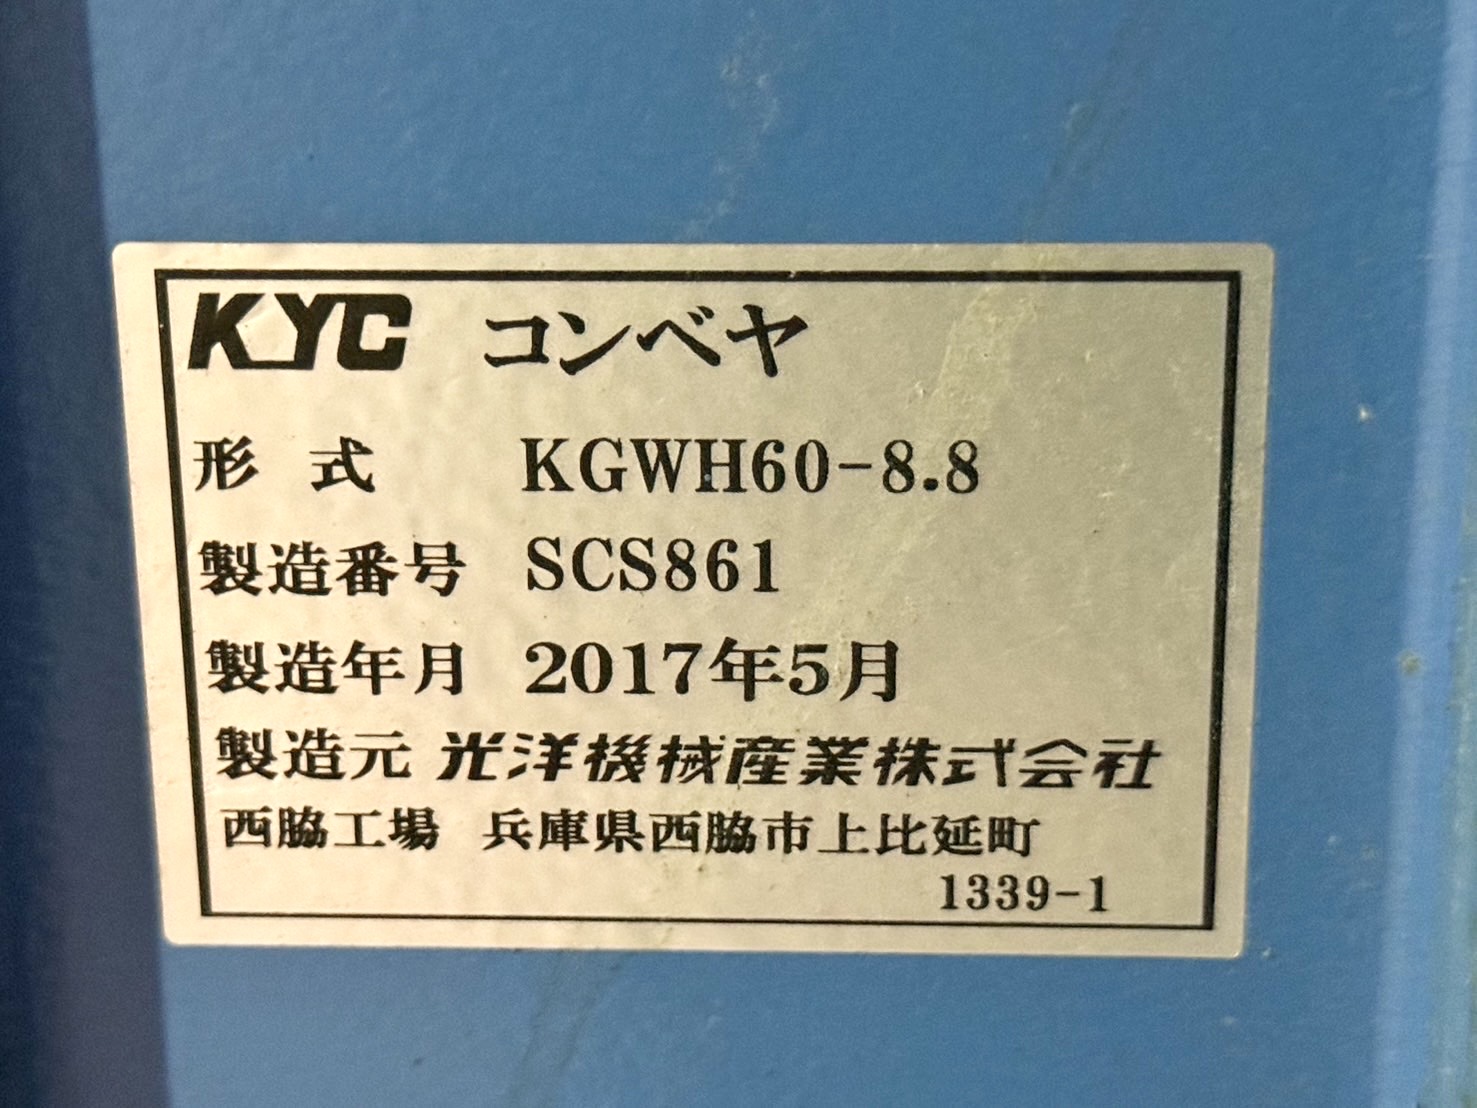 KYC コンベヤ
形式 KGWH60-8.8
製造番号 SCS861
製造年月 2017年5月
製造元 光洋機械産業株式会社
西脇工場 兵庫県西脇市上比延町
1339-1